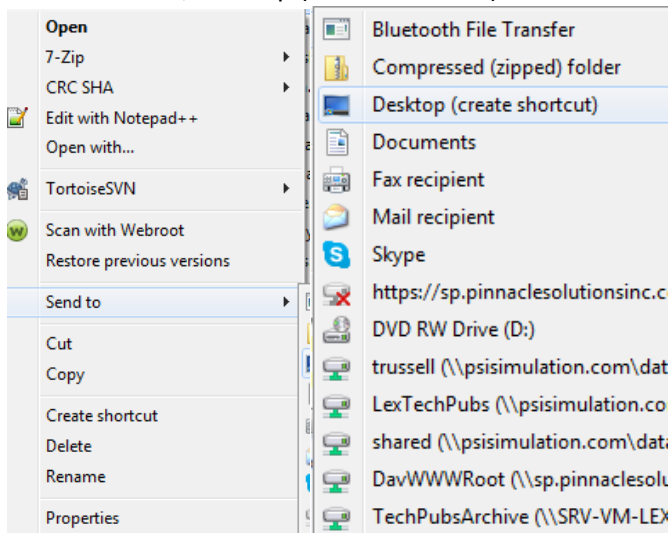 Open
7-Zip
CRC SHA
Edit with Notepad++
Open with...
TortoiseSVN
Scan with Webroot
Restore previous versions
Send to
Cut
Copy
Create shortcut
Delete
Rename
Properties
Bluetooth File Transfer
Compressed (zipped) folder
Desktop (create shortcut)
Documents
Fax recipient
Mail recipient
Skype
https://sp.pinnaclesolutionsinc.c
DVD RW Drive (D:)
trussell (\\psisimulation.com\dat
LexTechPubs (\\psisimulation.co
shared (\\psisimulation.com\data
DavWWWRoot (\\sp.pinnaclesolu
TechPubsArchive (\\SRV-VM-LEX